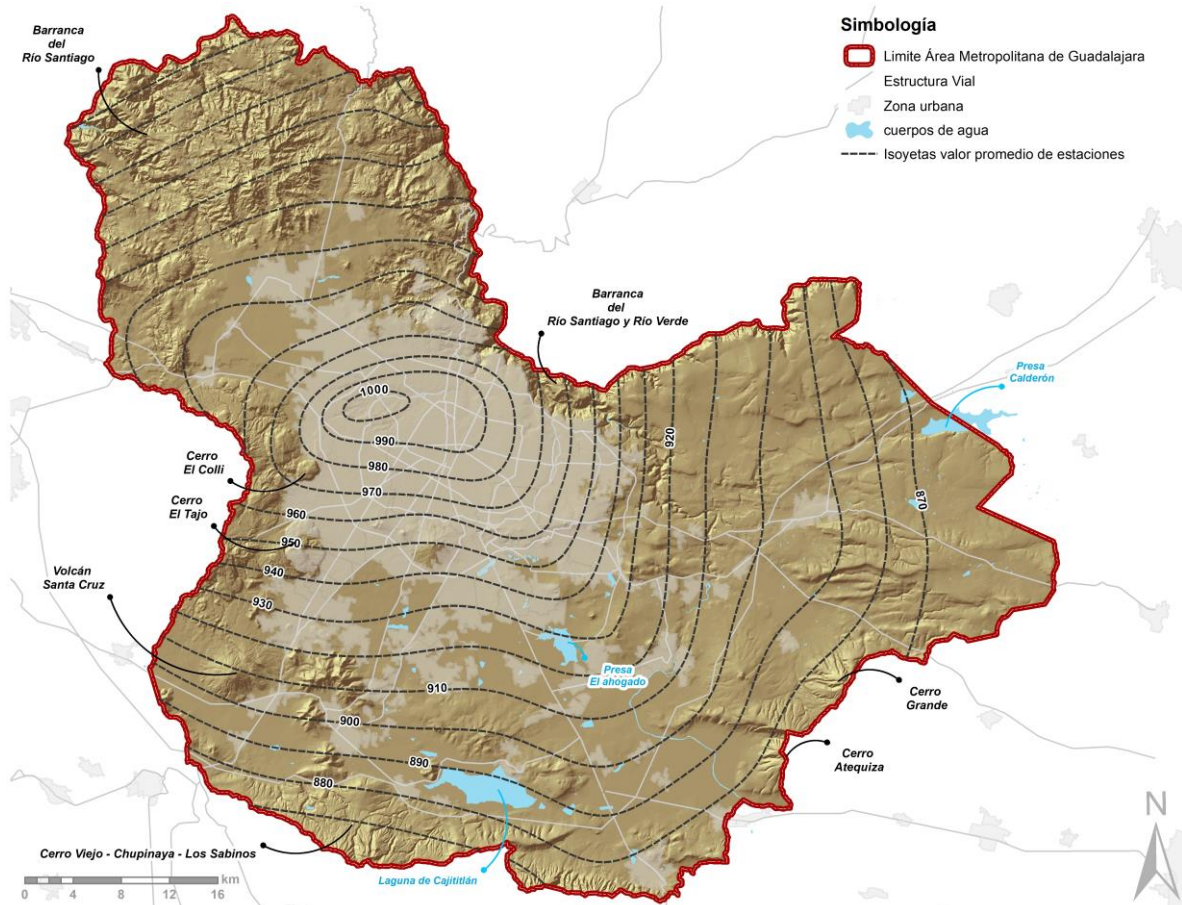 Simbología
Limite Área Metropolitana de Guadalajara
Estructura Vial
Zona urbana
cuerpos de agua
Isoyetas valor promedio de estaciones
Barranca
del
Río Santiago
Barranca
del
Río Santiago y Río Verde
Presa
Calderón
1000
990
980
970
960
950
940
930
920
910
900
890
880
870
Cerro
El Colli
Cerro
El Tajo
Volcán
Santa Cruz
Presa
El ahogado
Cerro
Grande
Cerro
Atequiza
Cerro Viejo - Chupinaya - Los Sabinos
Laguna de Cajititlán
N
km
0 4 8 12 16